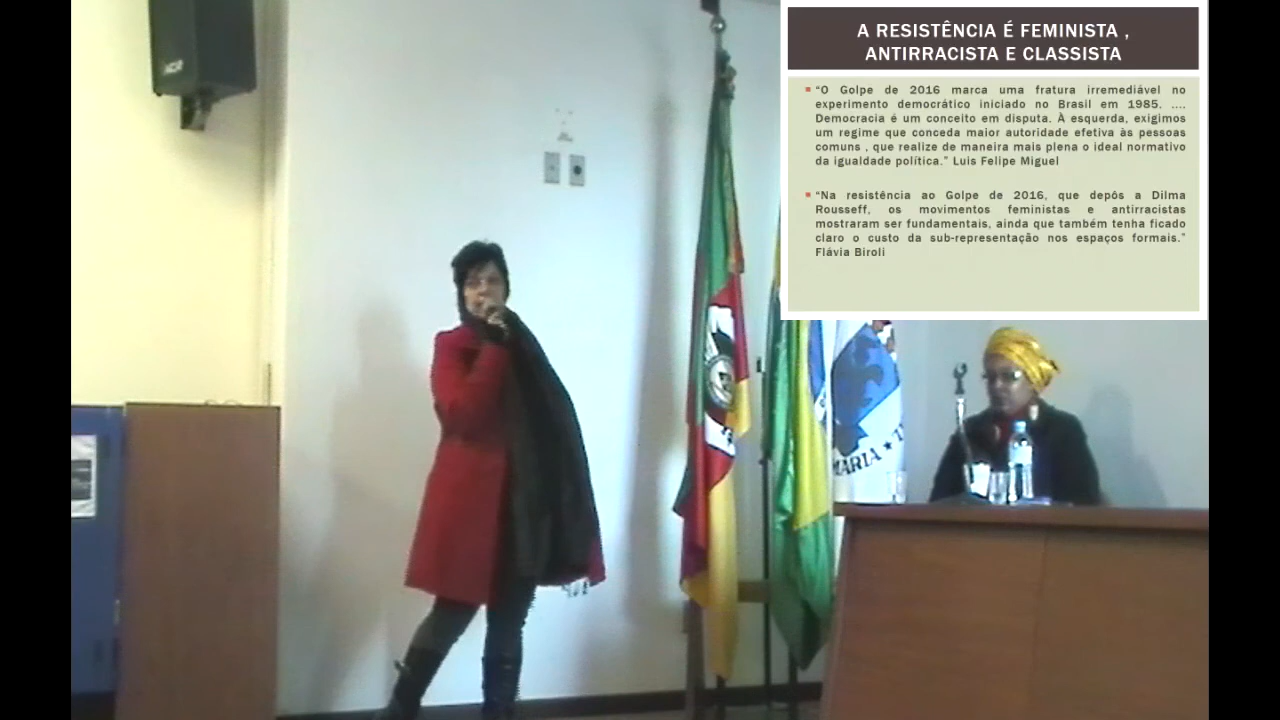 A RESISTÊNCIA É FEMINISTA ,
ANTIRRACISTA E CLASSISTA
“O Golpe de 2016 marca uma fratura irremediável no
experimento democrático iniciado no Brasil em 1985. ....
Democracia é um conceito em disputa. À esquerda, exigimos
um regime que conceda maior autoridade efetiva às pessoas
comuns , que realize de maneira mais plena o ideal normativo
da igualdade política.” Luis Felipe Miguel
“Na resistência ao Golpe de 2016, que depôs a Dilma
Rousseff, os movimentos feministas e antirracistas
mostraram ser fundamentais, ainda que também tenha ficado
claro o custo da sub-representação nos espaços formais.”
Flávia Biroli
MARIA ★